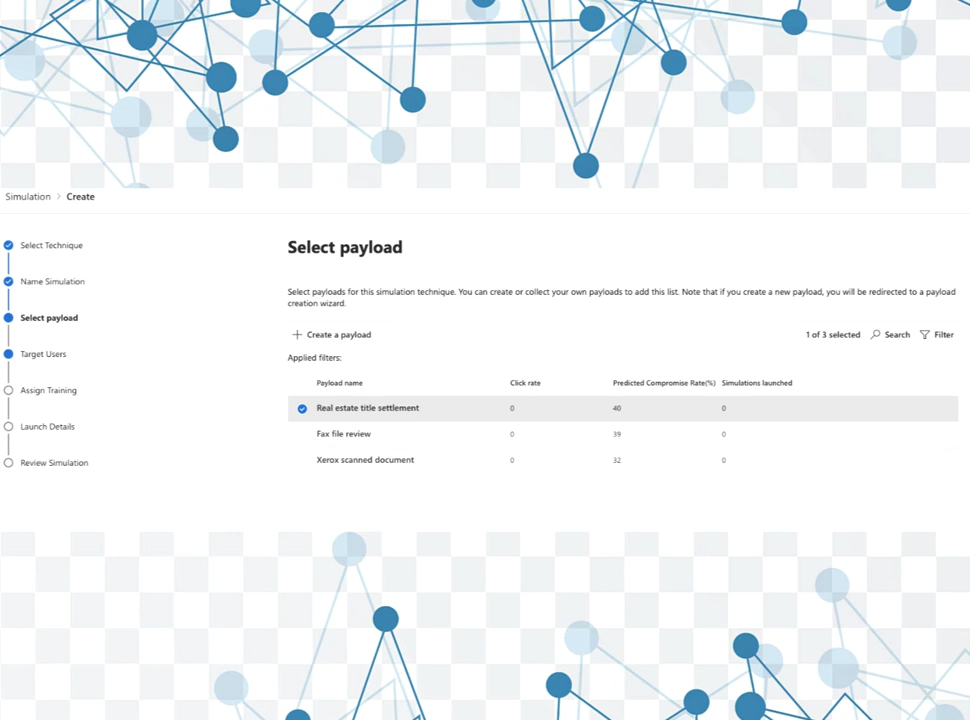 Simulation > Create
Select Technique
Name Simulation
Select payload
Target Users
Assign Training
Launch Details
Review Simulation
Select payload
Select payloads for this simulation technique. You can create or collect your own payloads to add this list. Note that if you create a new payload, you will be redirected to a payload
creation wizard.
+ Create a payload 1 of 3 selected Search Filter
Applied filters:
Payload name Click rate Predicted Compromise Rate(%) Simulations launched
Real estate title settlement 0 40 0
Fax file review 0 39 0
Xerox scanned document 0 32 0